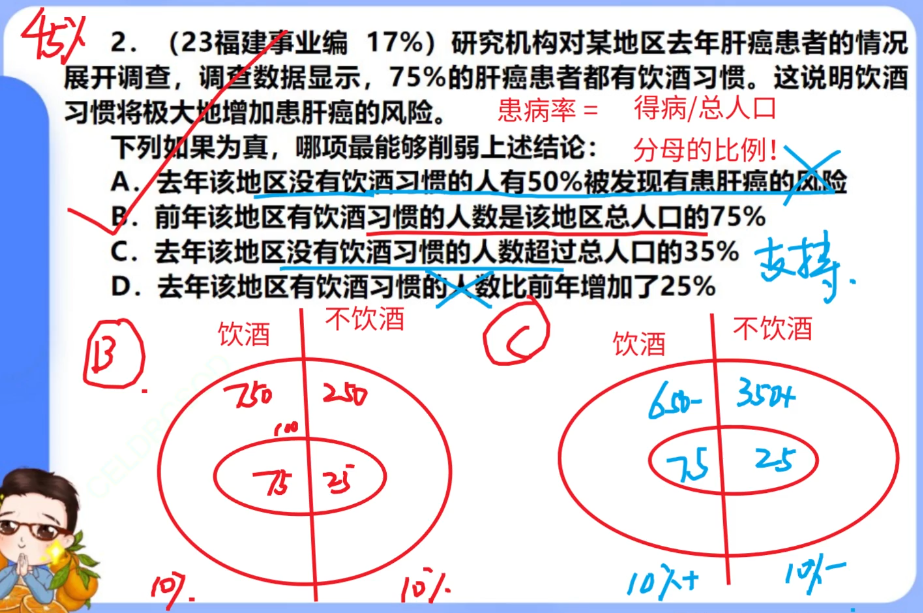 45%
2．（23福建事业编 17%）研究机构对某地区去年肝癌患者的情况
展开调查，调查数据显示，75%的肝癌患者都有饮酒习惯。这说明饮酒
习惯将极大地增加患肝癌的风险。
患病率 = 得病/总人口
下列如果为真，哪项最能够削弱上述结论：
分母的比例！
A．去年该地区没有饮酒习惯的人有50%被发现有患肝癌的风险
B．前年该地区有饮酒习惯的人数是该地区总人口的75%
C．去年该地区没有饮酒习惯的人数超过总人口的35%
支持.
D．去年该地区有饮酒习惯的人数比前年增加了25%
B
饮酒 不饮酒
750 250
100
75 25
10% 10%
C
饮酒 不饮酒
650- 350+
75 25
10%+ 10%-